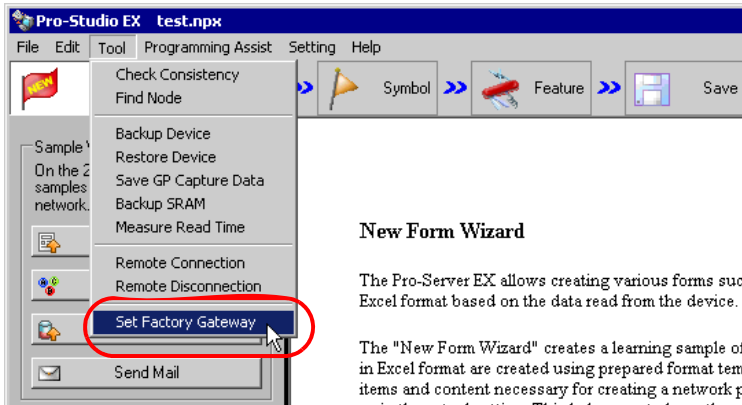 Pro-Studio EX test.npx
File Edit Tool Programming Assist Setting Help
NEW
Symbol
Feature
Save
Check Consistency
Find Node
Backup Device
Restore Device
Save GP Capture Data
Backup SRAM
Measure Read Time
Remote Connection
Remote Disconnection
Set Factory Gateway
Sample
On the 2
samples
network.
Send Mail
New Form Wizard
The Pro-Server EX allows creating various forms suc
Excel format based on the data read from the device.
The "New Form Wizard" creates a learning sample of
in Excel format are created using prepared format tem
items and content necessary for creating a network p